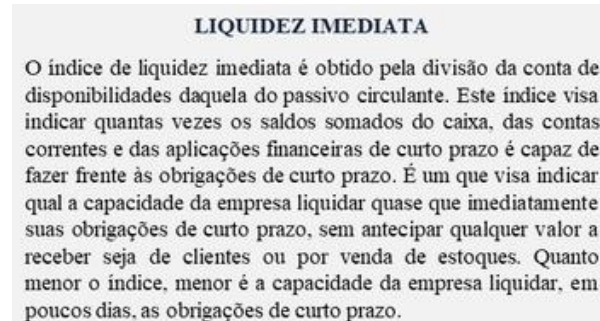 LIQUIDEZ IMEDIATA
O índice de liquidez imediata é obtido pela divisão da conta de
disponibilidades daquela do passivo circulante. Este índice visa
indicar quantas vezes os saldos somados do caixa, das contas
correntes e das aplicações financeiras de curto prazo é capaz de
fazer frente às obrigações de curto prazo. É um que visa indicar
qual a capacidade da empresa liquidar quase que imediatamente
suas obrigações de curto prazo, sem antecipar qualquer valor a
receber seja de clientes ou por venda de estoques. Quanto
menor o índice, menor é a capacidade da empresa liquidar, em
poucos dias, as obrigações de curto prazo.